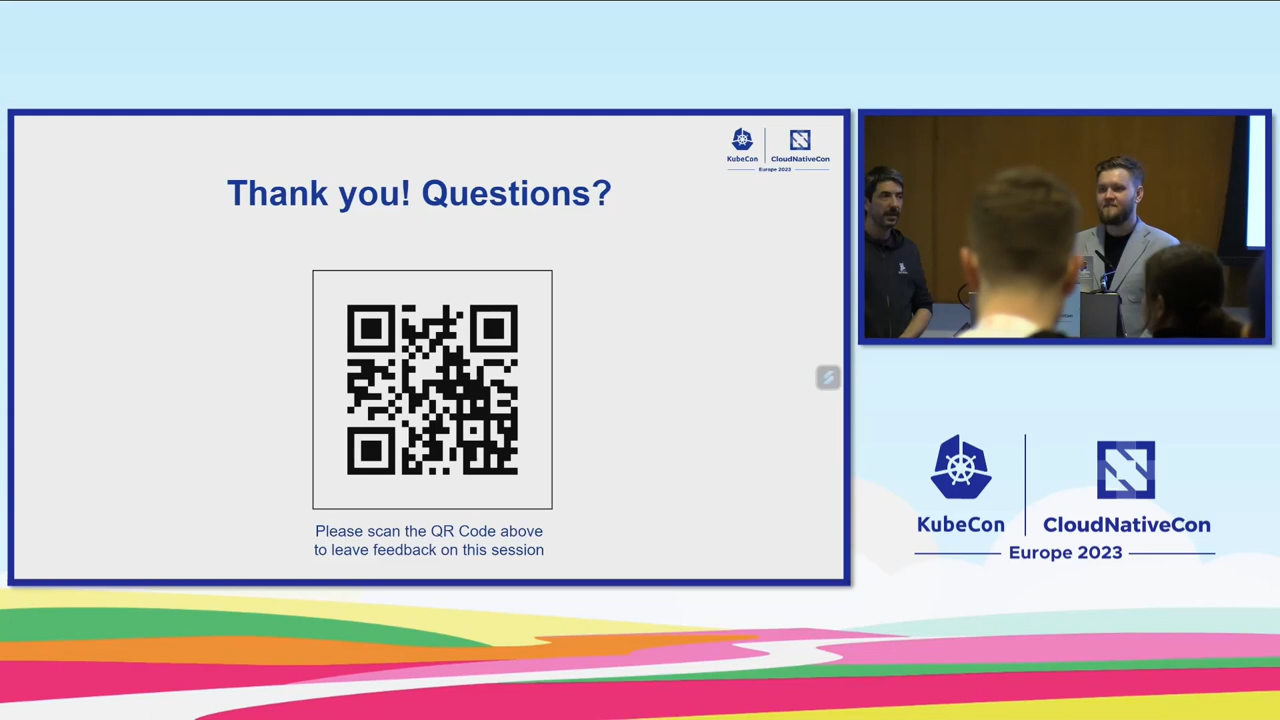 KubeCon
CloudNativeCon
Europe 2023
Thank you! Questions?
Please scan the QR Code above
to leave feedback on this session
KubeCon
CloudNativeCon
Europe 2023